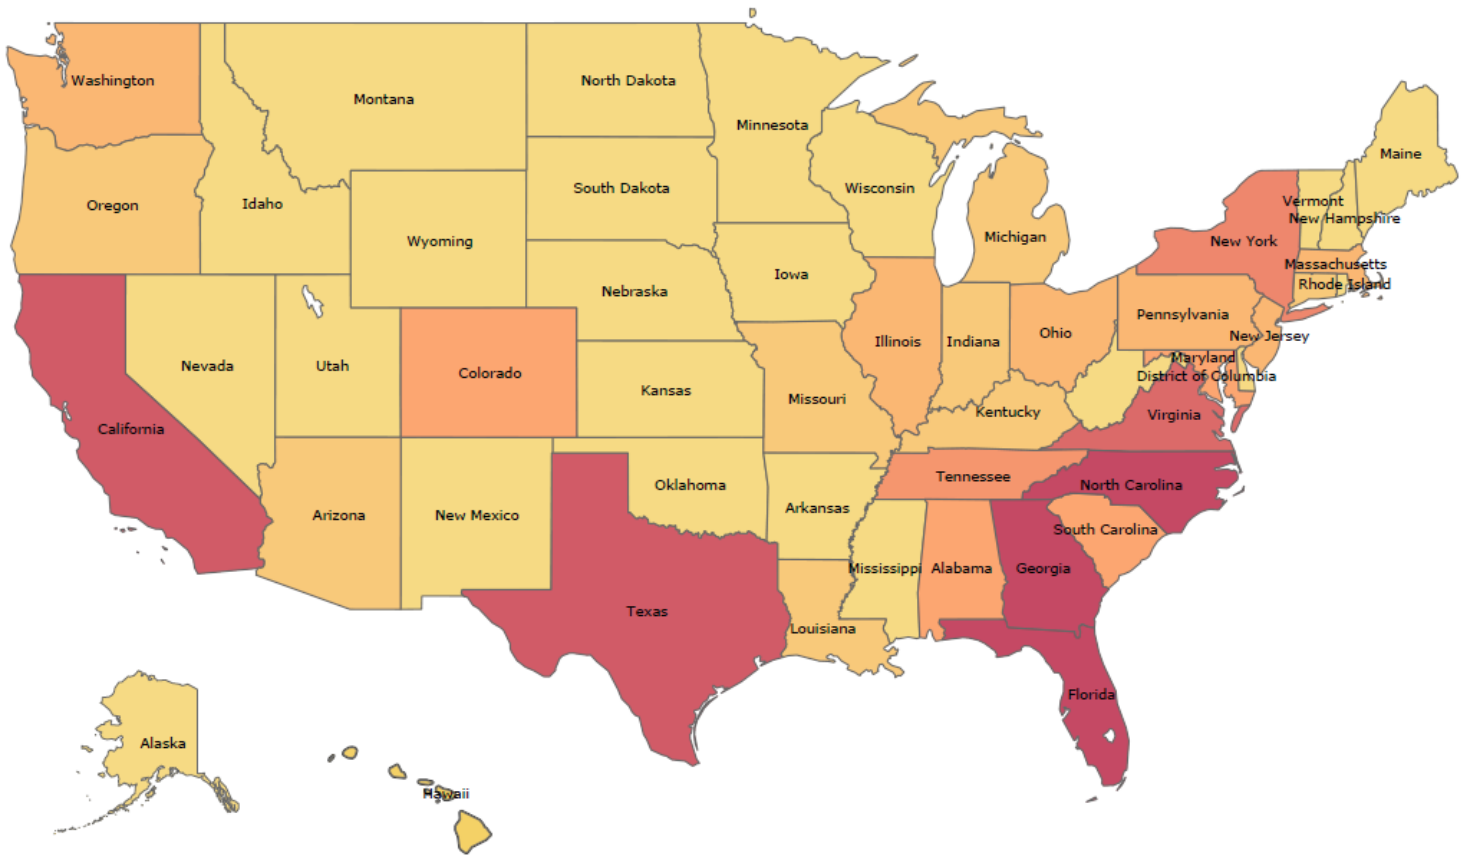 Washington
Montana
North Dakota
Minnesota
Maine
Oregon
Idaho
South Dakota
Wisconsin
Vermont
New Hampshire
Wyoming
Michigan
New York
Massachusetts
Iowa
Nebraska
Rhode Island
Pennsylvania
New Jersey
Nevada
Utah
Colorado
Illinois
Indiana
Ohio
Maryland
District of Columbia
Kansas
Missouri
Kentucky
Virginia
California
Tennessee
North Carolina
Arizona
New Mexico
Oklahoma
Arkansas
South Carolina
Mississippi
Alabama
Georgia
Texas
Louisiana
Florida
Alaska
Hawaii